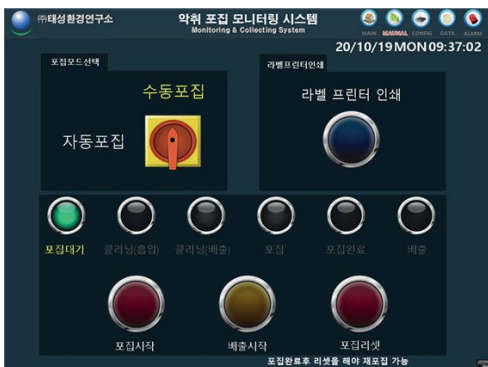 ㈜태성환경연구소
악취 포집 모니터링 시스템
Monitoring & Collecting System
MAIN MANUAL CONFIG DATA ALARM
20/10/19 MON 09:37:02
포집모드선택
라벨프린터인쇄
수동포집
라벨 프린터 인쇄
자동포집
포집대기 클리닝(흡입) 클리닝(배출) 포집 포집완료 배출
포집시작 배출시작 포집리셋
포집완료후 리셋을 해야 재포집 가능